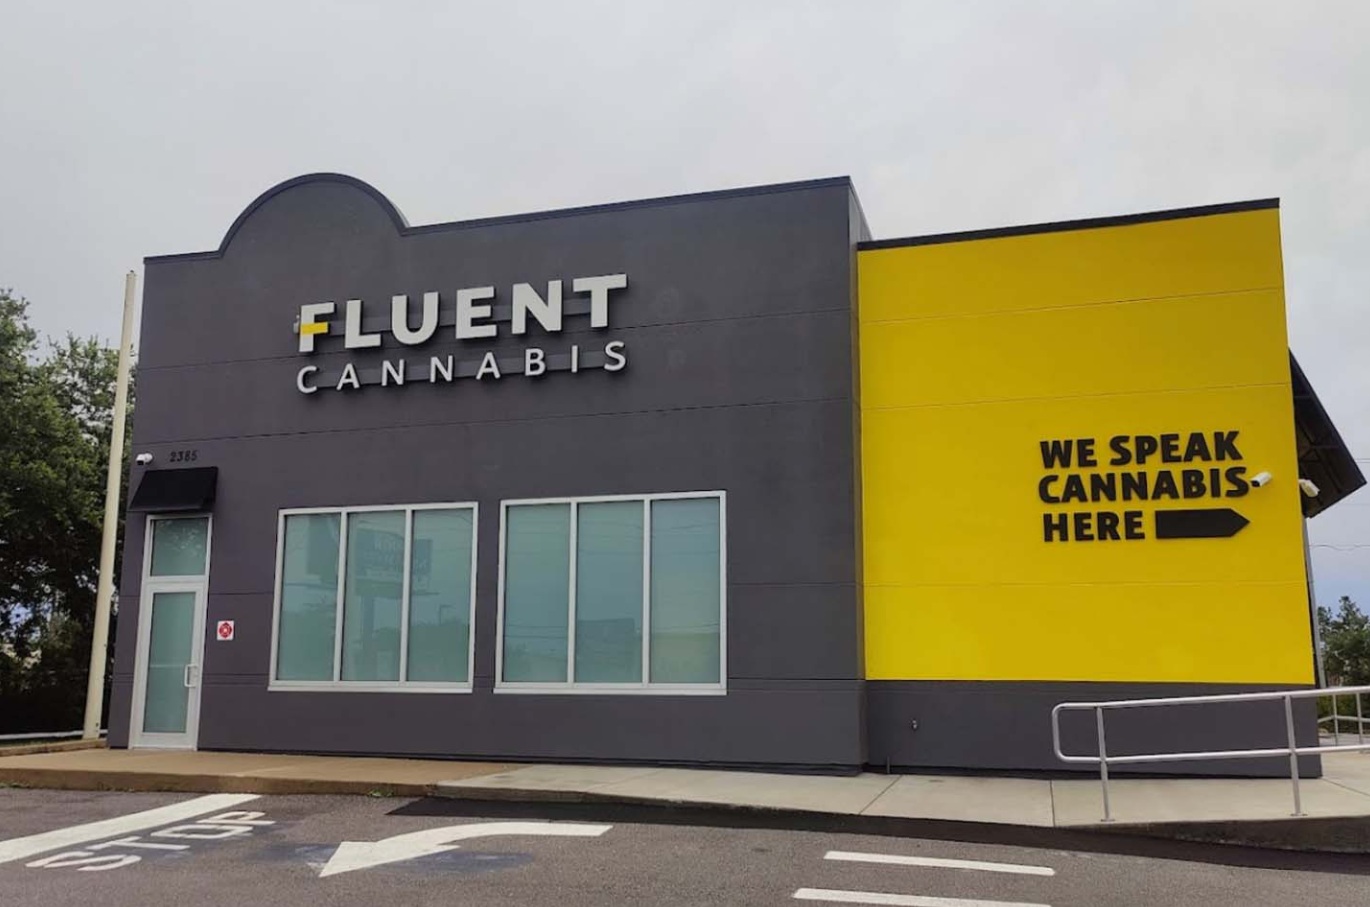 FLUENT
CANNABIS
2385
WE SPEAK
CANNABIS
HERE
STOP